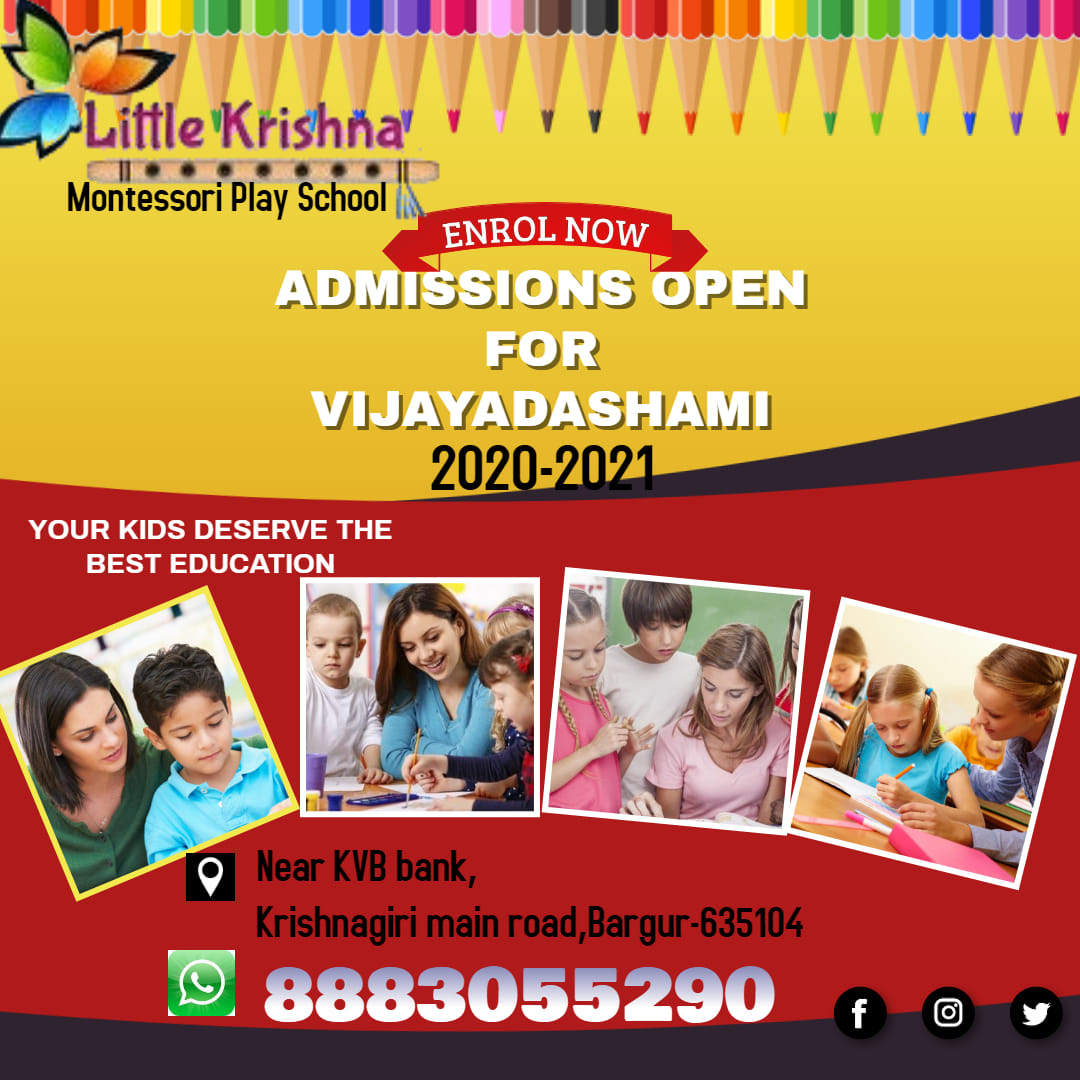 Little Krishna
Montessori Play School
ENROL NOW
ADMISSIONS OPEN
FOR
VIJAYADASHAMI
2020-2021
YOUR KIDS DESERVE THE
BEST EDUCATION
Near KVB bank,
Krishnagiri main road,Bargur-635104
8883055290